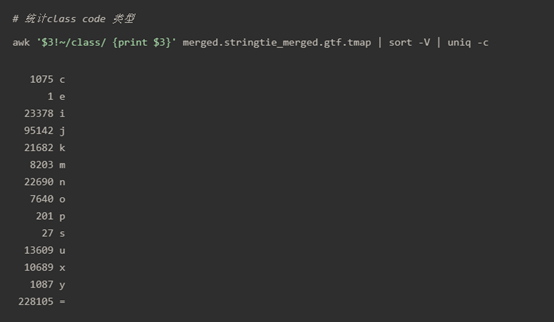 # 统计class code 类型
awk '$3!~/class/ {print $3}' merged.stringtie_merged.gtf.tmap | sort -V | uniq -c
1075 c
1 e
23378 i
95142 j
21682 k
8203 m
22690 n
7640 o
201 p
27 s
13609 u
10689 x
1087 y
228105 =